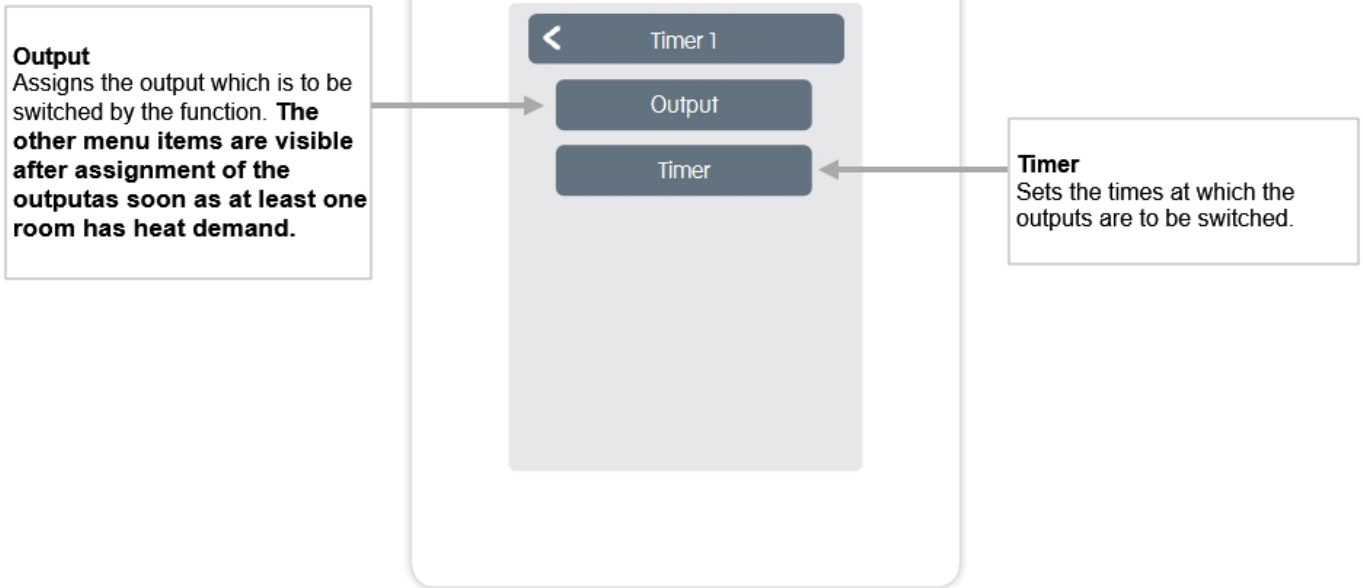 Output
Assigns the output which is to be
switched by the function. The
other menu items are visible
after assignment of the
outputas soon as at least one
room has heat demand.
Timer 1
Output
Timer
Timer
Sets the times at which the
outputs are to be switched.